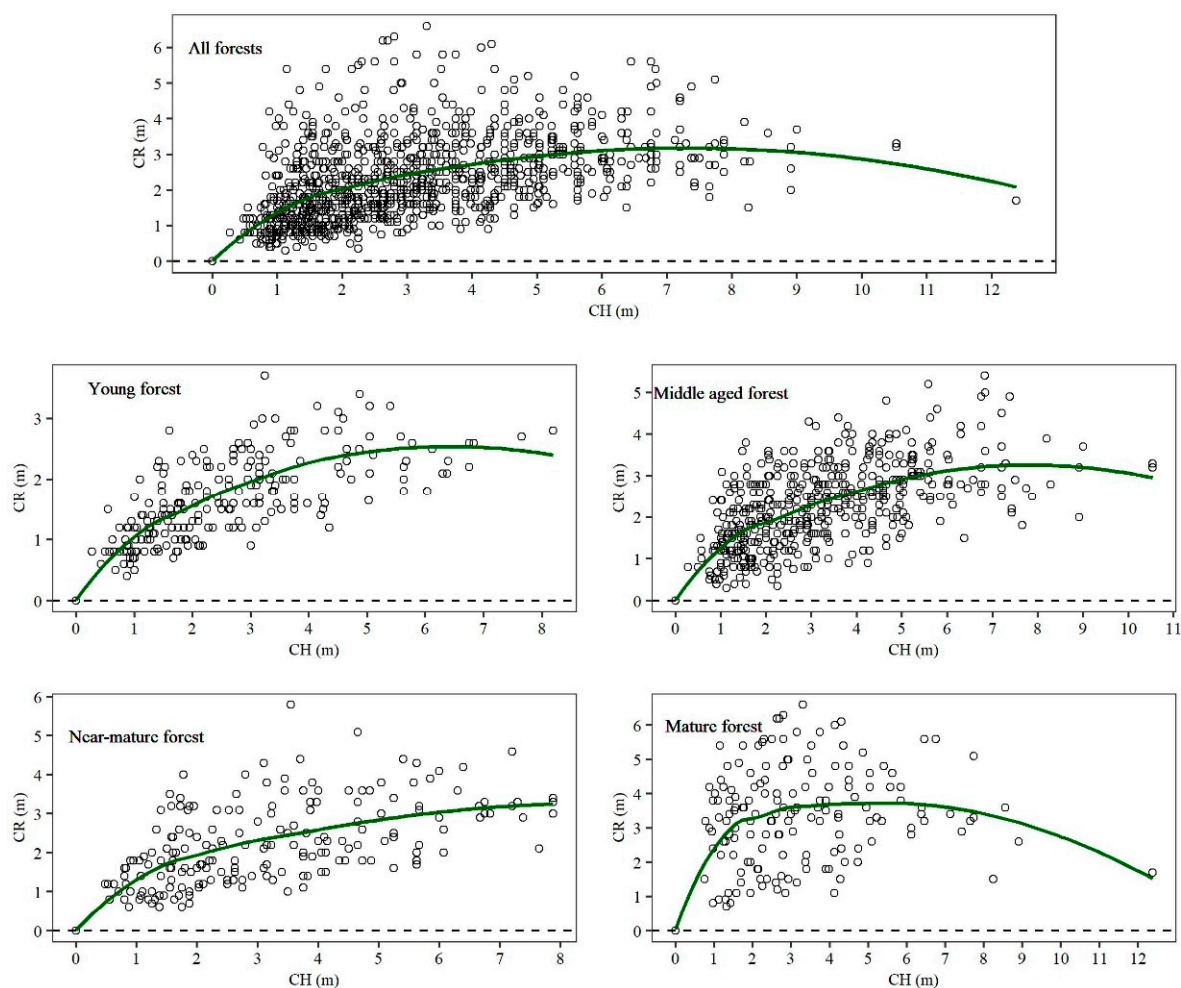 All forests
CR (m)
6
5
4
3
2
1
0
0 1 2 3 4 5 6 7 8 9 10 11 12
CH (m)
Young forest
CR (m)
3
2
1
0
0 1 2 3 4 5 6 7 8
CH (m)
Middle aged forest
CR (m)
5
4
3
2
1
0
0 1 2 3 4 5 6 7 8 9 10 11
CH (m)
Near-mature forest
CR (m)
6
5
4
3
2
1
0
0 1 2 3 4 5 6 7 8
CH (m)
Mature forest
CR (m)
6
5
4
3
2
1
0
0 1 2 3 4 5 6 7 8 9 10 11 12
CH (m)